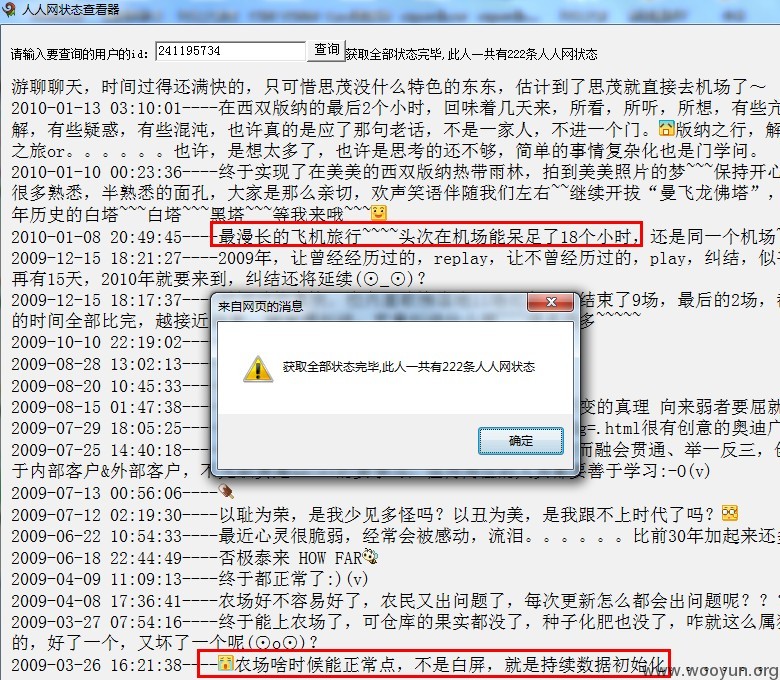 人人网状态查看器
请输入要查询的用户的id: 241195734 查询 获取全部状态完毕,此人一共有222条人人网状态
游聊聊天，时间过得还满快的，只可惜思茂没什么特色的东东，估计到了思茂就直接去机场了～
2010-01-13 03:10:01----在西双版纳的最后2个小时，回味着几天来，所看，所听，所想，有些亢
解，有些疑惑，有些混沌，也许真的是应了那句老话，不是一家人，不进一个门。版纳之行，解
之旅or。。。。。。也许，是想太多了，也许是思考的还不够，简单的事情复杂化也是门学问。
2010-01-10 00:23:36----终于实现了在美美的西双版纳热带雨林，拍到美美照片的梦~~~保持开心
很多熟悉，半熟悉的面孔，大家是那么亲切，欢声笑语伴随我们左右~~继续开拔“曼飞龙佛塔”，
年历史的白塔~~~白塔~~~黑塔~~~等我来哦~~~
2010-01-08 20:49:45----最漫长的飞机旅行~~~~头次在机场能呆足了18个小时，还是同一个机场~
2009-12-15 18:21:27----2009年，让曾经经历过的，replay，让不曾经历过的，play，纠结，似
再有15天，2010年就要来到，纠结还将延续(⊙_⊙)?
2009-12-15 18:17:37----
结束了9场，最后的2场，
的时间全部比完，越接近
多~~~~~
2009-10-10 22:19:02----
2009-08-28 13:02:13----
2009-08-20 10:45:33----
2009-08-15 01:47:38----
变的真理 向来弱者要屈就
2009-07-29 18:05:25----
g=.html很有创意的奥迪广
2009-07-25 14:40:18----
而融会贯通、举一反三，
于内部客户&外部客户，
要善于学习:-O(v)
2009-07-13 00:56:06----
2009-07-12 02:19:30----以耻为荣，是我少见多怪吗？以丑为美，是我跟不上时代了吗？
2009-06-22 10:54:33----最近心灵很脆弱，经常会被感动，流泪。。。。。。比前30年加起来还
2009-06-18 22:44:49----否极泰来 HOW FAR
2009-04-09 11:09:13----终于都正常了:)(v)
2009-04-08 17:36:41----农场好不容易好了，农民又出问题了，每次更新怎么都会出问题呢？？
2009-03-27 07:54:16----终于能上农场了，可仓库的果实都没了，种子化肥也没了，咋就这么属
的，好了一个，又坏了一个呢(⊙o⊙)?
2009-03-26 16:21:38----农场啥时候能正常点，不是白屏，就是持续数据初始化
来自网页的消息
获取全部状态完毕,此人一共有222条人人网状态
确定
www.wooyun.org